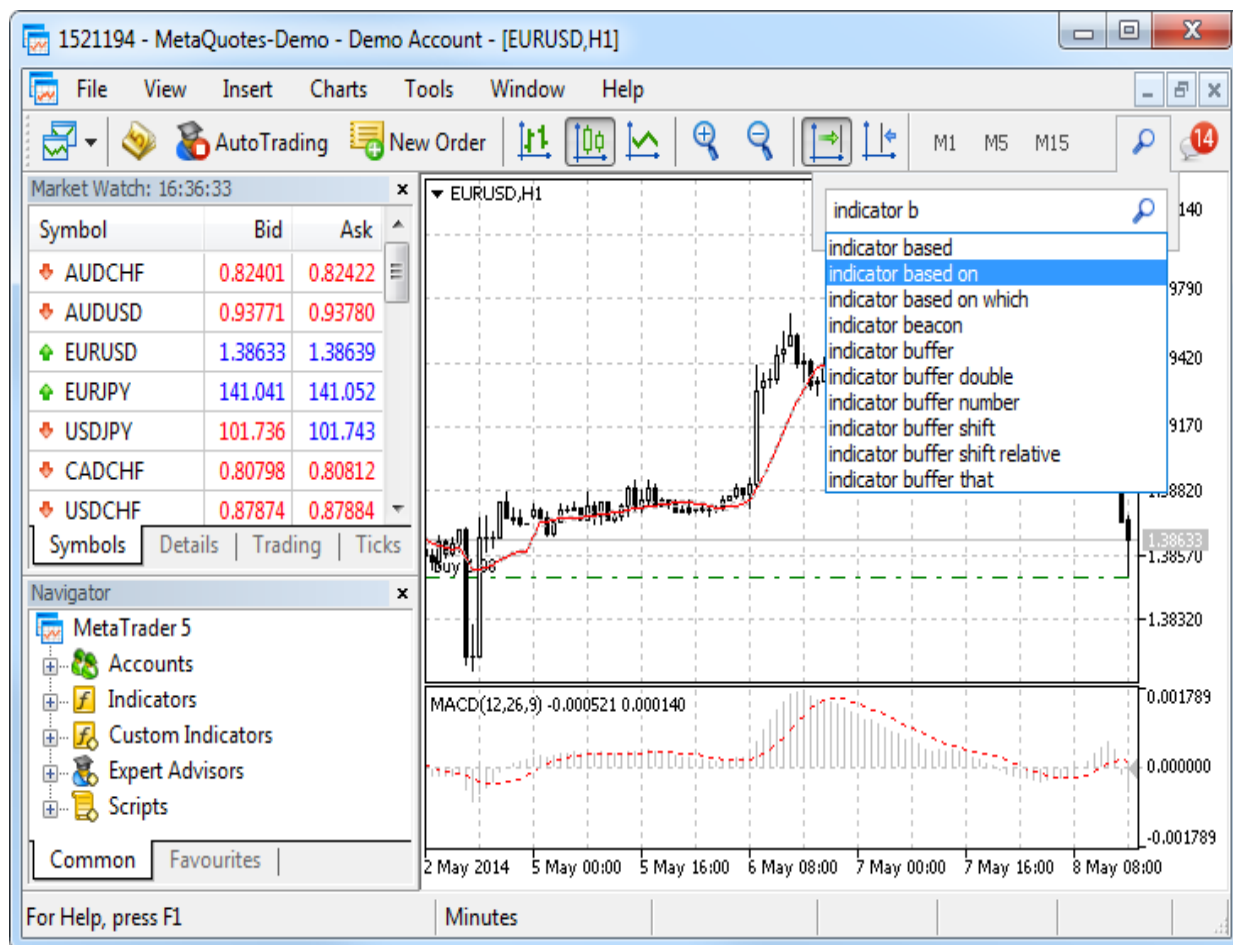 1521194 - MetaQuotes-Demo - Demo Account - [EURUSD,H1]
File View Insert Charts Tools Window Help
AutoTrading New Order M1 M5 M15 14
Market Watch: 16:36:33
Symbol Bid Ask
AUDCHF 0.82401 0.82422
AUDUSD 0.93771 0.93780
EURUSD 1.38633 1.38639
EURJPY 141.041 141.052
USDJPY 101.736 101.743
CADCHF 0.80798 0.80812
USDCHF 0.87874 0.87884
Symbols Details Trading Ticks
Navigator
MetaTrader 5
Accounts
Indicators
Custom Indicators
Expert Advisors
Scripts
Common Favourites
EURUSD,H1
indicator b
indicator based
indicator based on
indicator based on which
indicator beacon
indicator buffer
indicator buffer double
indicator buffer number
indicator buffer shift
indicator buffer shift relative
indicator buffer that
140
9790
9420
9170
1.38820
1.38633
1.38570
1.38320
MACD(12,26,9) -0.000521 0.000140
0.001789
0.000000
-0.001789
2 May 2014 5 May 00:00 5 May 16:00 6 May 08:00 7 May 00:00 7 May 16:00 8 May 08:00
For Help, press F1 Minutes